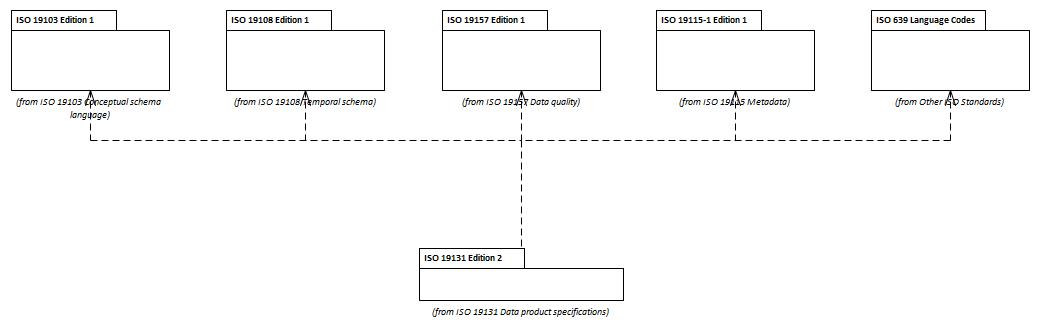 ISO 19103 Edition 1
ISO 19108 Edition 1
ISO 19157 Edition 1
ISO 19115-1 Edition 1
ISO 639 Language Codes
(from ISO 19103 Conceptual schema
language)
(from ISO 19108 Temporal schema)
(from ISO 19157 Data quality)
(from ISO 19115 Metadata)
(from Other ISO Standards)
ISO 19131 Edition 2
(from ISO 19131 Data product specifications)